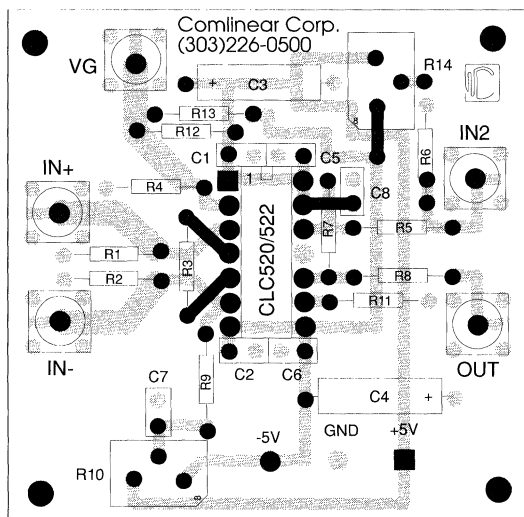 Comlinear Corp.
(303)226-0500
VG
C3
+
R14
8
R13
R12
IN2
C1
C5
R6
IN+
R4
1
C8
R5
R1
R3
R7
CLC520/522
R2
R8
R11
IN-
OUT
C2
C6
C7
R9
C4
+
-5V
GND
+5V
R10
8